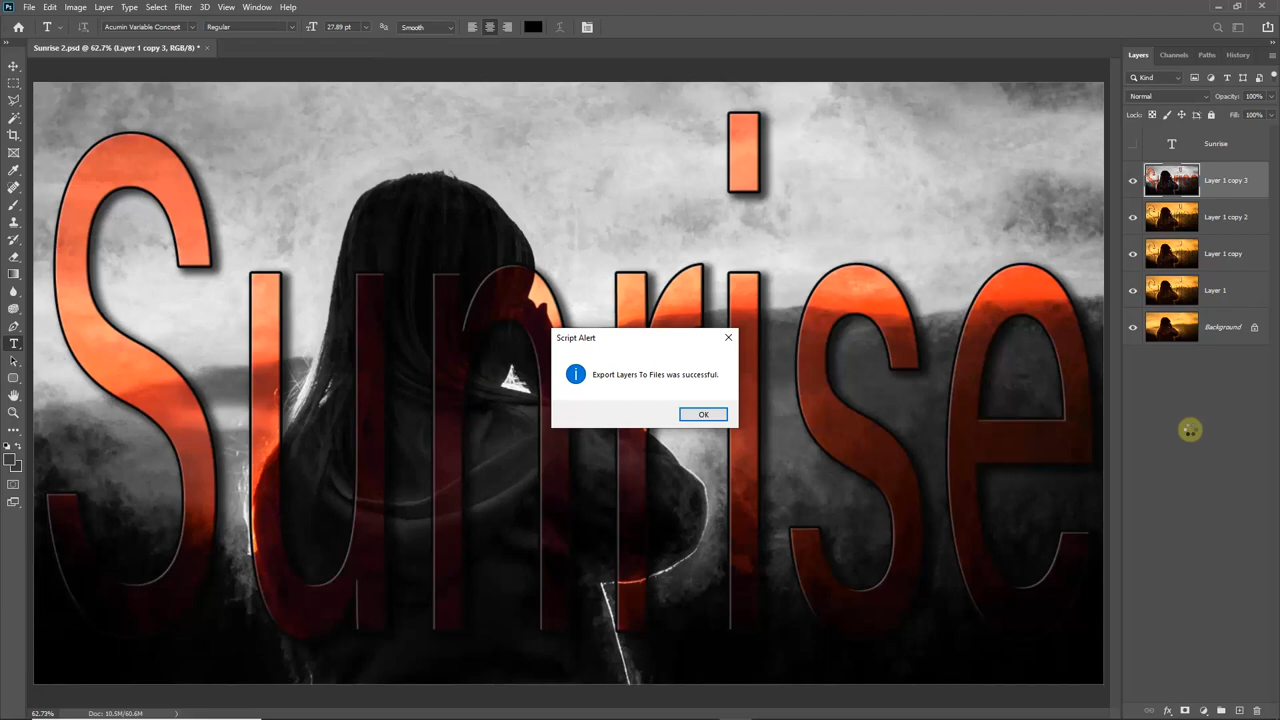 Ps File Edit Image Layer Type Select Filter 3D View Window Help
T Acumin Variable Concept Regular 27.89 pt Smooth
Sunrise 2.psd @ 62.7% (Layer 1 copy 3, RGB/8) *
Layers Channels Paths History
Kind
Normal Opacity: 100%
Lock: Fill: 100%
T Sunrise
Layer 1 copy 3
Layer 1 copy 2
Layer 1 copy
Layer 1
Background
Sunrise
Script Alert
Export Layers To Files was successful.
OK
62.73% Doc: 10.5M/60.6M